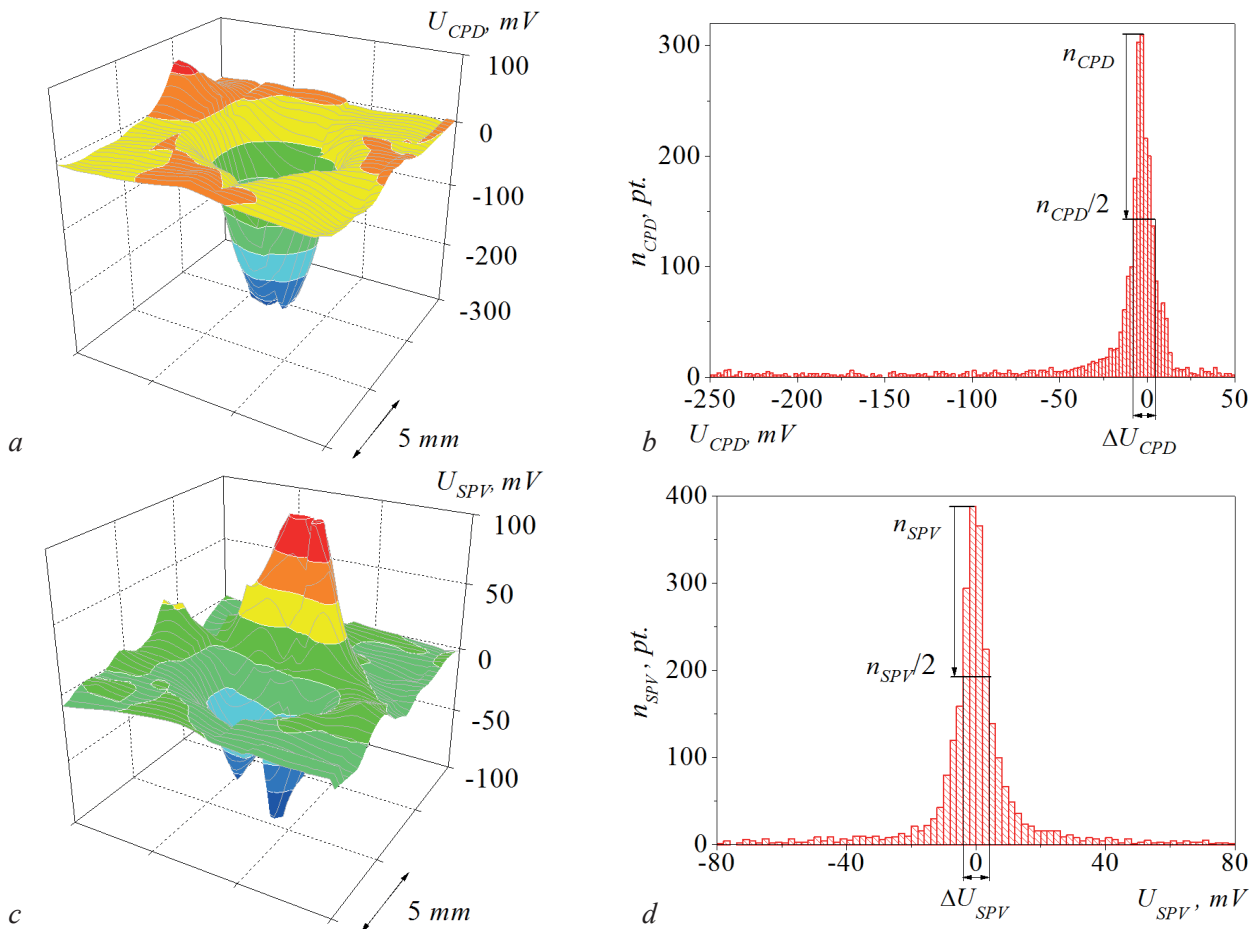 U_CPD, mV
100
0
-100
-200
-300
5 mm
a
n_CPD, pt.
300
200
100
0
n_CPD
n_CPD/2
-250
-200
-150
-100
-50
0
50
U_CPD, mV
ΔU_CPD
b
U_SPV, mV
100
50
0
-50
-100
5 mm
c
n_SPV, pt.
400
300
200
100
0
n_SPV
n_SPV/2
-80
-40
0
40
80
ΔU_SPV
U_SPV, mV
d